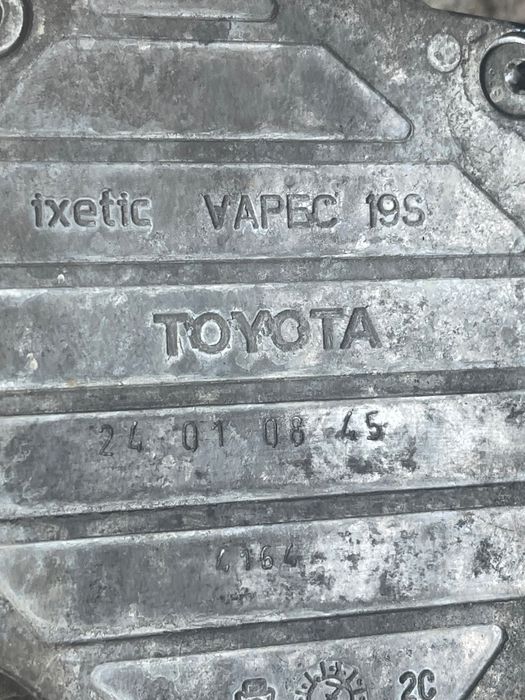 ixetic VAPEC 19S
TOYOTA
24 01 08 45
4164
2C